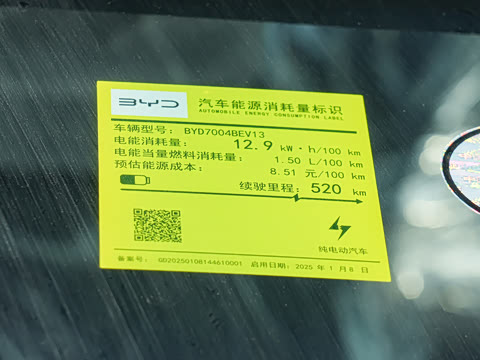 BYD 汽车能源消耗量标识
AUTOMOBILE ENERGY CONSUMPTION LABEL
车辆型号: BYD7004BEV13
电能消耗量: 12.9 kW·h/100 km
电能当量燃料消耗量: 1.50 L/100 km
预估能源成本: 8.51 元/100 km
续驶里程: 520 km
纯电动汽车
备案号: GD20250108144610001 启用日期: 2025 年 1 月 8 日